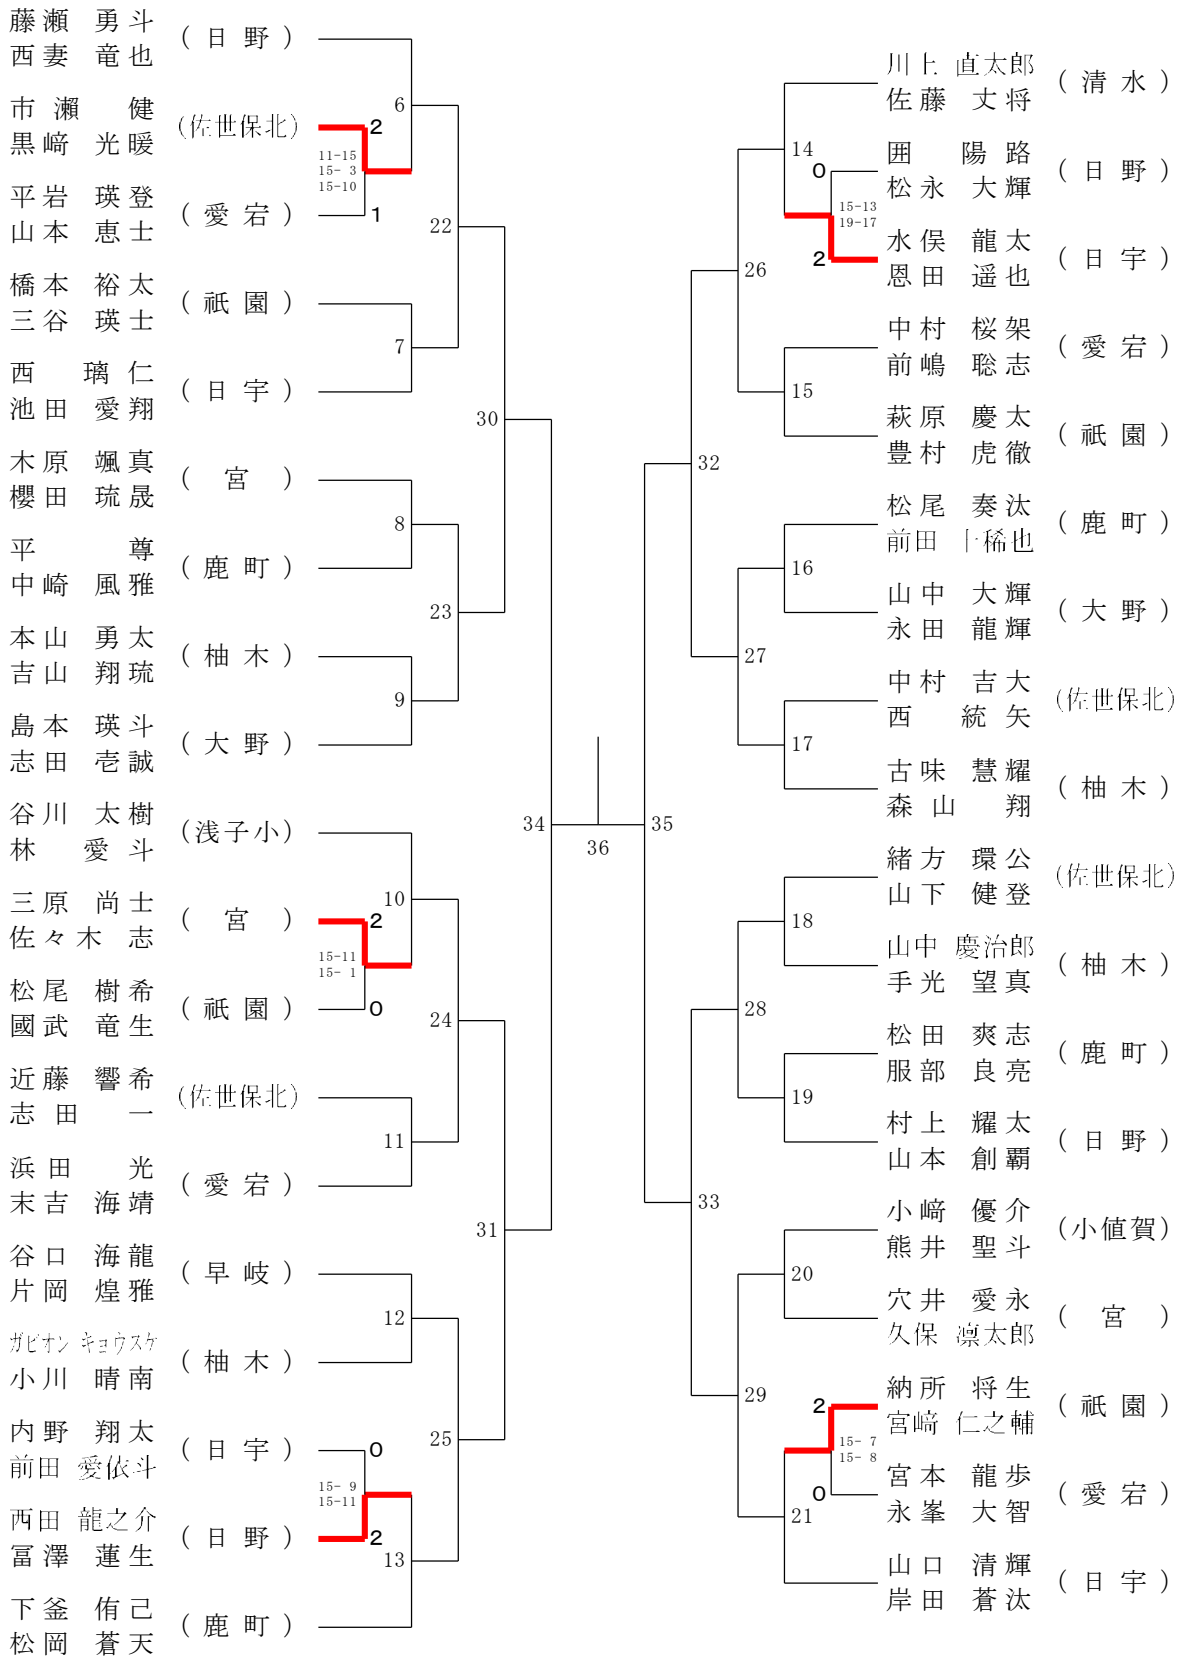 藤瀬 勇斗
西妻 竜也
(日野)
市瀬 健
黒﨑 光暖
(佐世保北)
2
11-15
15- 3
15-10
平岩 瑛登
山本 恵士
(愛宕)
1
6
橋本 裕太
三谷 瑛士
(祇園)
7
西 璃仁
池田 愛翔
(日宇)
22
木原 颯真
櫻田 琉晟
(宮)
8
平 尊
中崎 風雅
(鹿町)
23
本山 勇太
吉山 翔琉
(柚木)
9
島本 瑛斗
志田 壱誠
(大野)
30
谷川 太樹
林 愛斗
(浅子小)
10
三原 尚士
佐々木 志
(宮)
2
15-11
15- 1
松尾 樹希
國武 竜生
(祇園)
0
24
近藤 響希
志田 一
(佐世保北)
11
浜田 光
末吉 海靖
(愛宕)
31
谷口 海龍
片岡 煌雅
(早岐)
12
ガビオン キョウスケ
小川 晴南
(柚木)
25
内野 翔太
前田 愛依斗
(日宇)
0
15- 9
15-11
西田 龍之介
冨澤 蓮生
(日野)
2
13
下釜 侑己
松岡 蒼天
(鹿町)
34
36
35
川上 直太郎
佐藤 丈将
(清水)
14
囲 陽路
松永 大輝
(日野)
0
15-13
19-17
水俣 龍太
恩田 遥也
(日宇)
2
26
中村 桜架
前嶋 聡志
(愛宕)
15
萩原 慶太
豊村 虎徹
(祇園)
32
松尾 奏汰
前田 十稀也
(鹿町)
16
山中 大輝
永田 龍輝
(大野)
27
中村 吉大
西 統矢
(佐世保北)
17
古味 慧耀
森山 翔
(柚木)
緒方 環公
山下 健登
(佐世保北)
18
山中 慶治郎
手光 望真
(柚木)
28
松田 爽志
服部 良亮
(鹿町)
19
村上 耀太
山本 創覇
(日野)
33
小﨑 優介
熊井 聖斗
(小値賀)
20
穴井 愛永
久保 凛太郎
(宮)
29
納所 将生
宮﨑 仁之輔
(祇園)
2
15- 7
15- 8
宮本 龍歩
永峯 大智
(愛宕)
0
21
山口 清輝
岸田 蒼汰
(日宇)